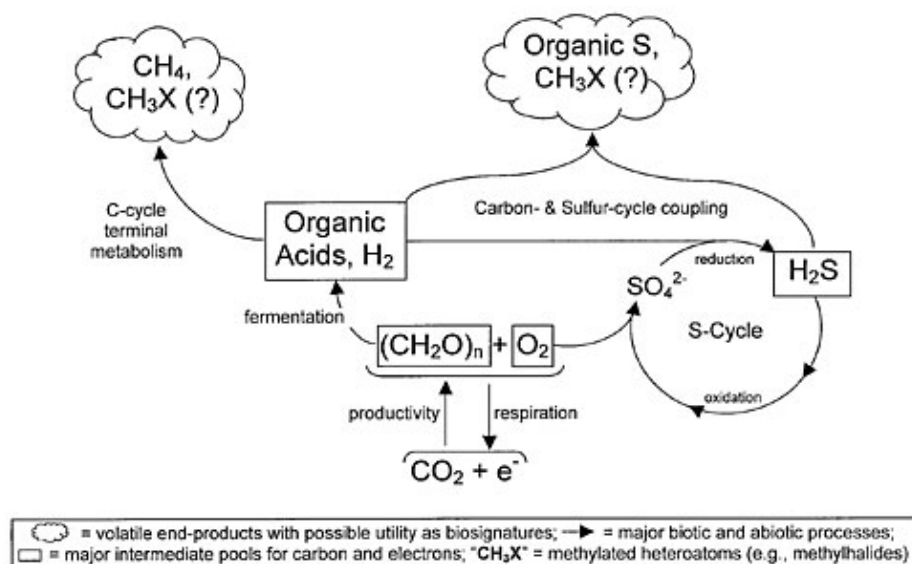 CH₄,
CH₃X (?)
Organic S,
CH₃X (?)
C-cycle
terminal
metabolism
Organic
Acids, H₂
Carbon- & Sulfur-cycle coupling
reduction
H₂S
SO₄²⁻
fermentation
S-Cycle
(CH₂O)ₙ + O₂
oxidation
productivity
respiration
CO₂ + e⁻
= volatile end-products with possible utility as biosignatures; = major biotic and abiotic processes;
= major intermediate pools for carbon and electrons; "CH₃X" = methylated heteroatoms (e.g., methylhalides)